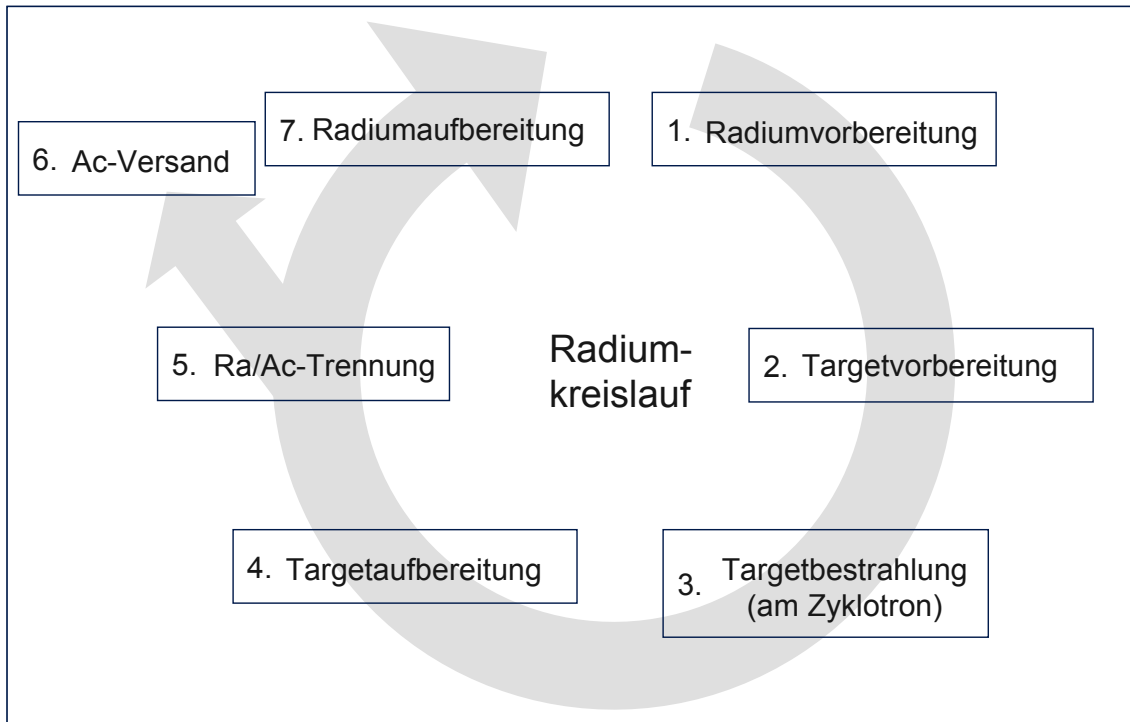 1. Radiumvorbereitung
2. Targetvorbereitung
3. Targetbestrahlung
(am Zyklotron)
4. Targetaufbereitung
5. Ra/Ac-Trennung
6. Ac-Versand
7. Radiumaufbereitung
Radium-
kreislauf